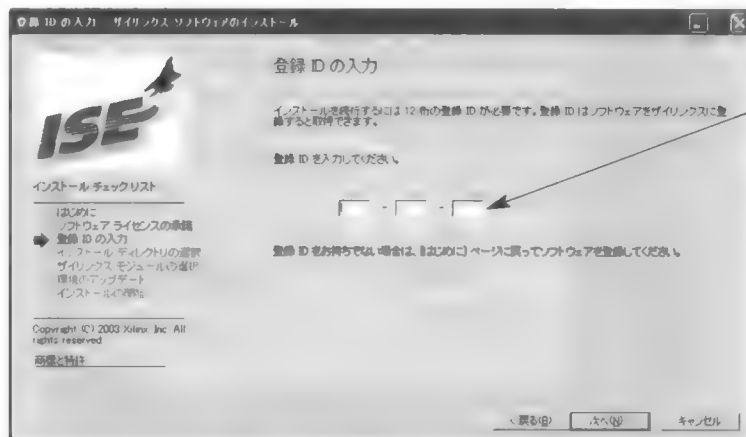 登録 ID の入力 ザイリンクス ソフトウェアのインストール
ISE
登録 ID の入力
インストールを続行するには 12 桁の登録 ID が必要です。登録 ID はソフトウェアをザイリンクスに登
録すると取得できます。
登録 ID を入力してください。
- -
登録 ID をお持ちでない場合は、[はじめに] ページに戻ってソフトウェアを登録してください。
インストール チェックリスト
はじめに
ソフトウェア ライセンスの承諾
登録 ID の入力
インストール ディレクトリの選択
ザイリンクス モジュールの選択
環境のアップデート
インストールの開始
Copyright (C) 2003 Xilinx, Inc. All
rights reserved
商標と特許
< 戻る(B) 次へ(N) キャンセル